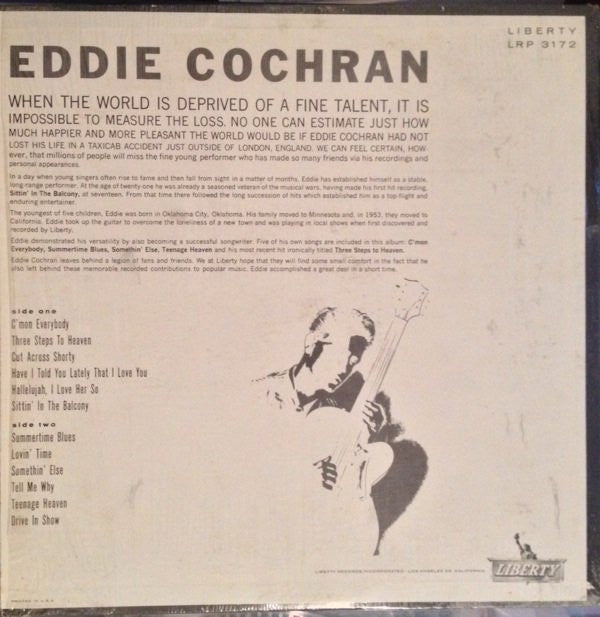 LIBERTY
LRP 3172
EDDIE COCHRAN
WHEN THE WORLD IS DEPRIVED OF A FINE TALENT, IT IS
IMPOSSIBLE TO MEASURE THE LOSS. NO ONE CAN ESTIMATE JUST HOW
MUCH HAPPIER AND MORE PLEASANT THE WORLD WOULD BE IF EDDIE COCHRAN HAD NOT
LOST HIS LIFE IN A TAXICAB ACCIDENT JUST OUTSIDE OF LONDON, ENGLAND. WE CAN FEEL CERTAIN, HOW-
ever, that millions of people will miss the fine young performer who has made so many friends via his recordings and
personal appearances.
In a day when young singers often rise to fame and then fall from sight in a matter of months, Eddie has established himself as a stable,
long-range performer. At the age of twenty-one he was already a seasoned veteran of the musical wars, having made his first hit recording,
Sittin' In The Balcony, at seventeen. From that time there followed the long succession of hits which established him as a top-flight and
enduring entertainer.
The youngest of five children, Eddie was born in Oklahoma City, Oklahoma. His family moved to Minnesota and, in 1953, they moved to
California. Eddie took up the guitar to overcome the loneliness of a new town and was playing in local shows when first discovered and
recorded by Liberty.
Eddie demonstrated his versatility by also becoming a successful songwriter. Five of his own songs are included in this album: C'mon
Everybody, Summertime Blues, Somethin' Else, Teenage Heaven and his most recent hit ironically titled Three Steps to Heaven.
Eddie Cochran leaves behind a legion of fans and friends. We at Liberty hope that they will find some small comfort in the fact that he
also left behind these memorable recorded contributions to popular music. Eddie accomplished a great deal in a short time.
side one
C'mon Everybody
Three Steps To Heaven
Cut Across Shorty
Have I Told You Lately That I Love You
Hallelujah, I Love Her So
Sittin' In The Balcony
side two
Summertime Blues
Lovin' Time
Somethin' Else
Tell Me Why
Teenage Heaven
Drive In Show
LIBERTY RECORDS INCORPORATED · LOS ANGELES 28, CALIFORNIA
LIBERTY
PRINTED IN U.S.A.